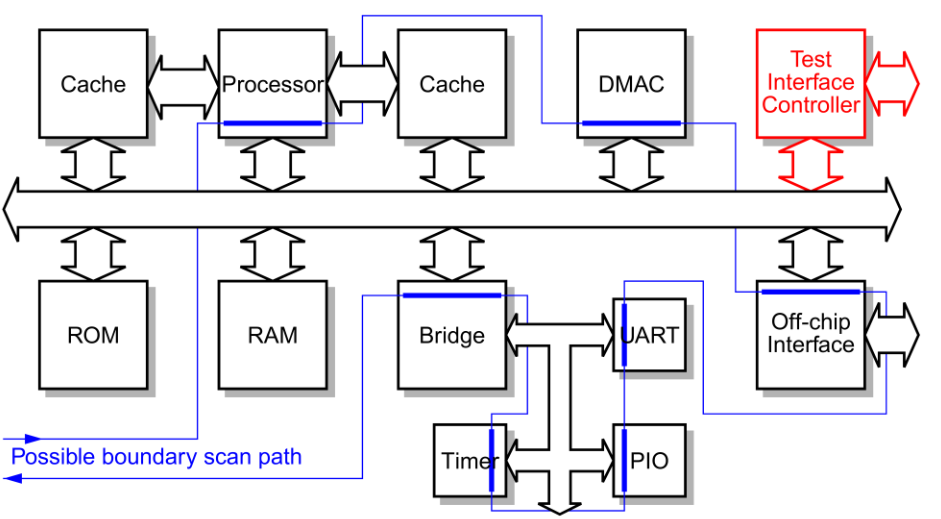 Cache
Processor
Cache
DMAC
Test
Interface
Controller
ROM
RAM
Bridge
UART
Off-chip
Interface
Possible boundary scan path
Timer
PIO